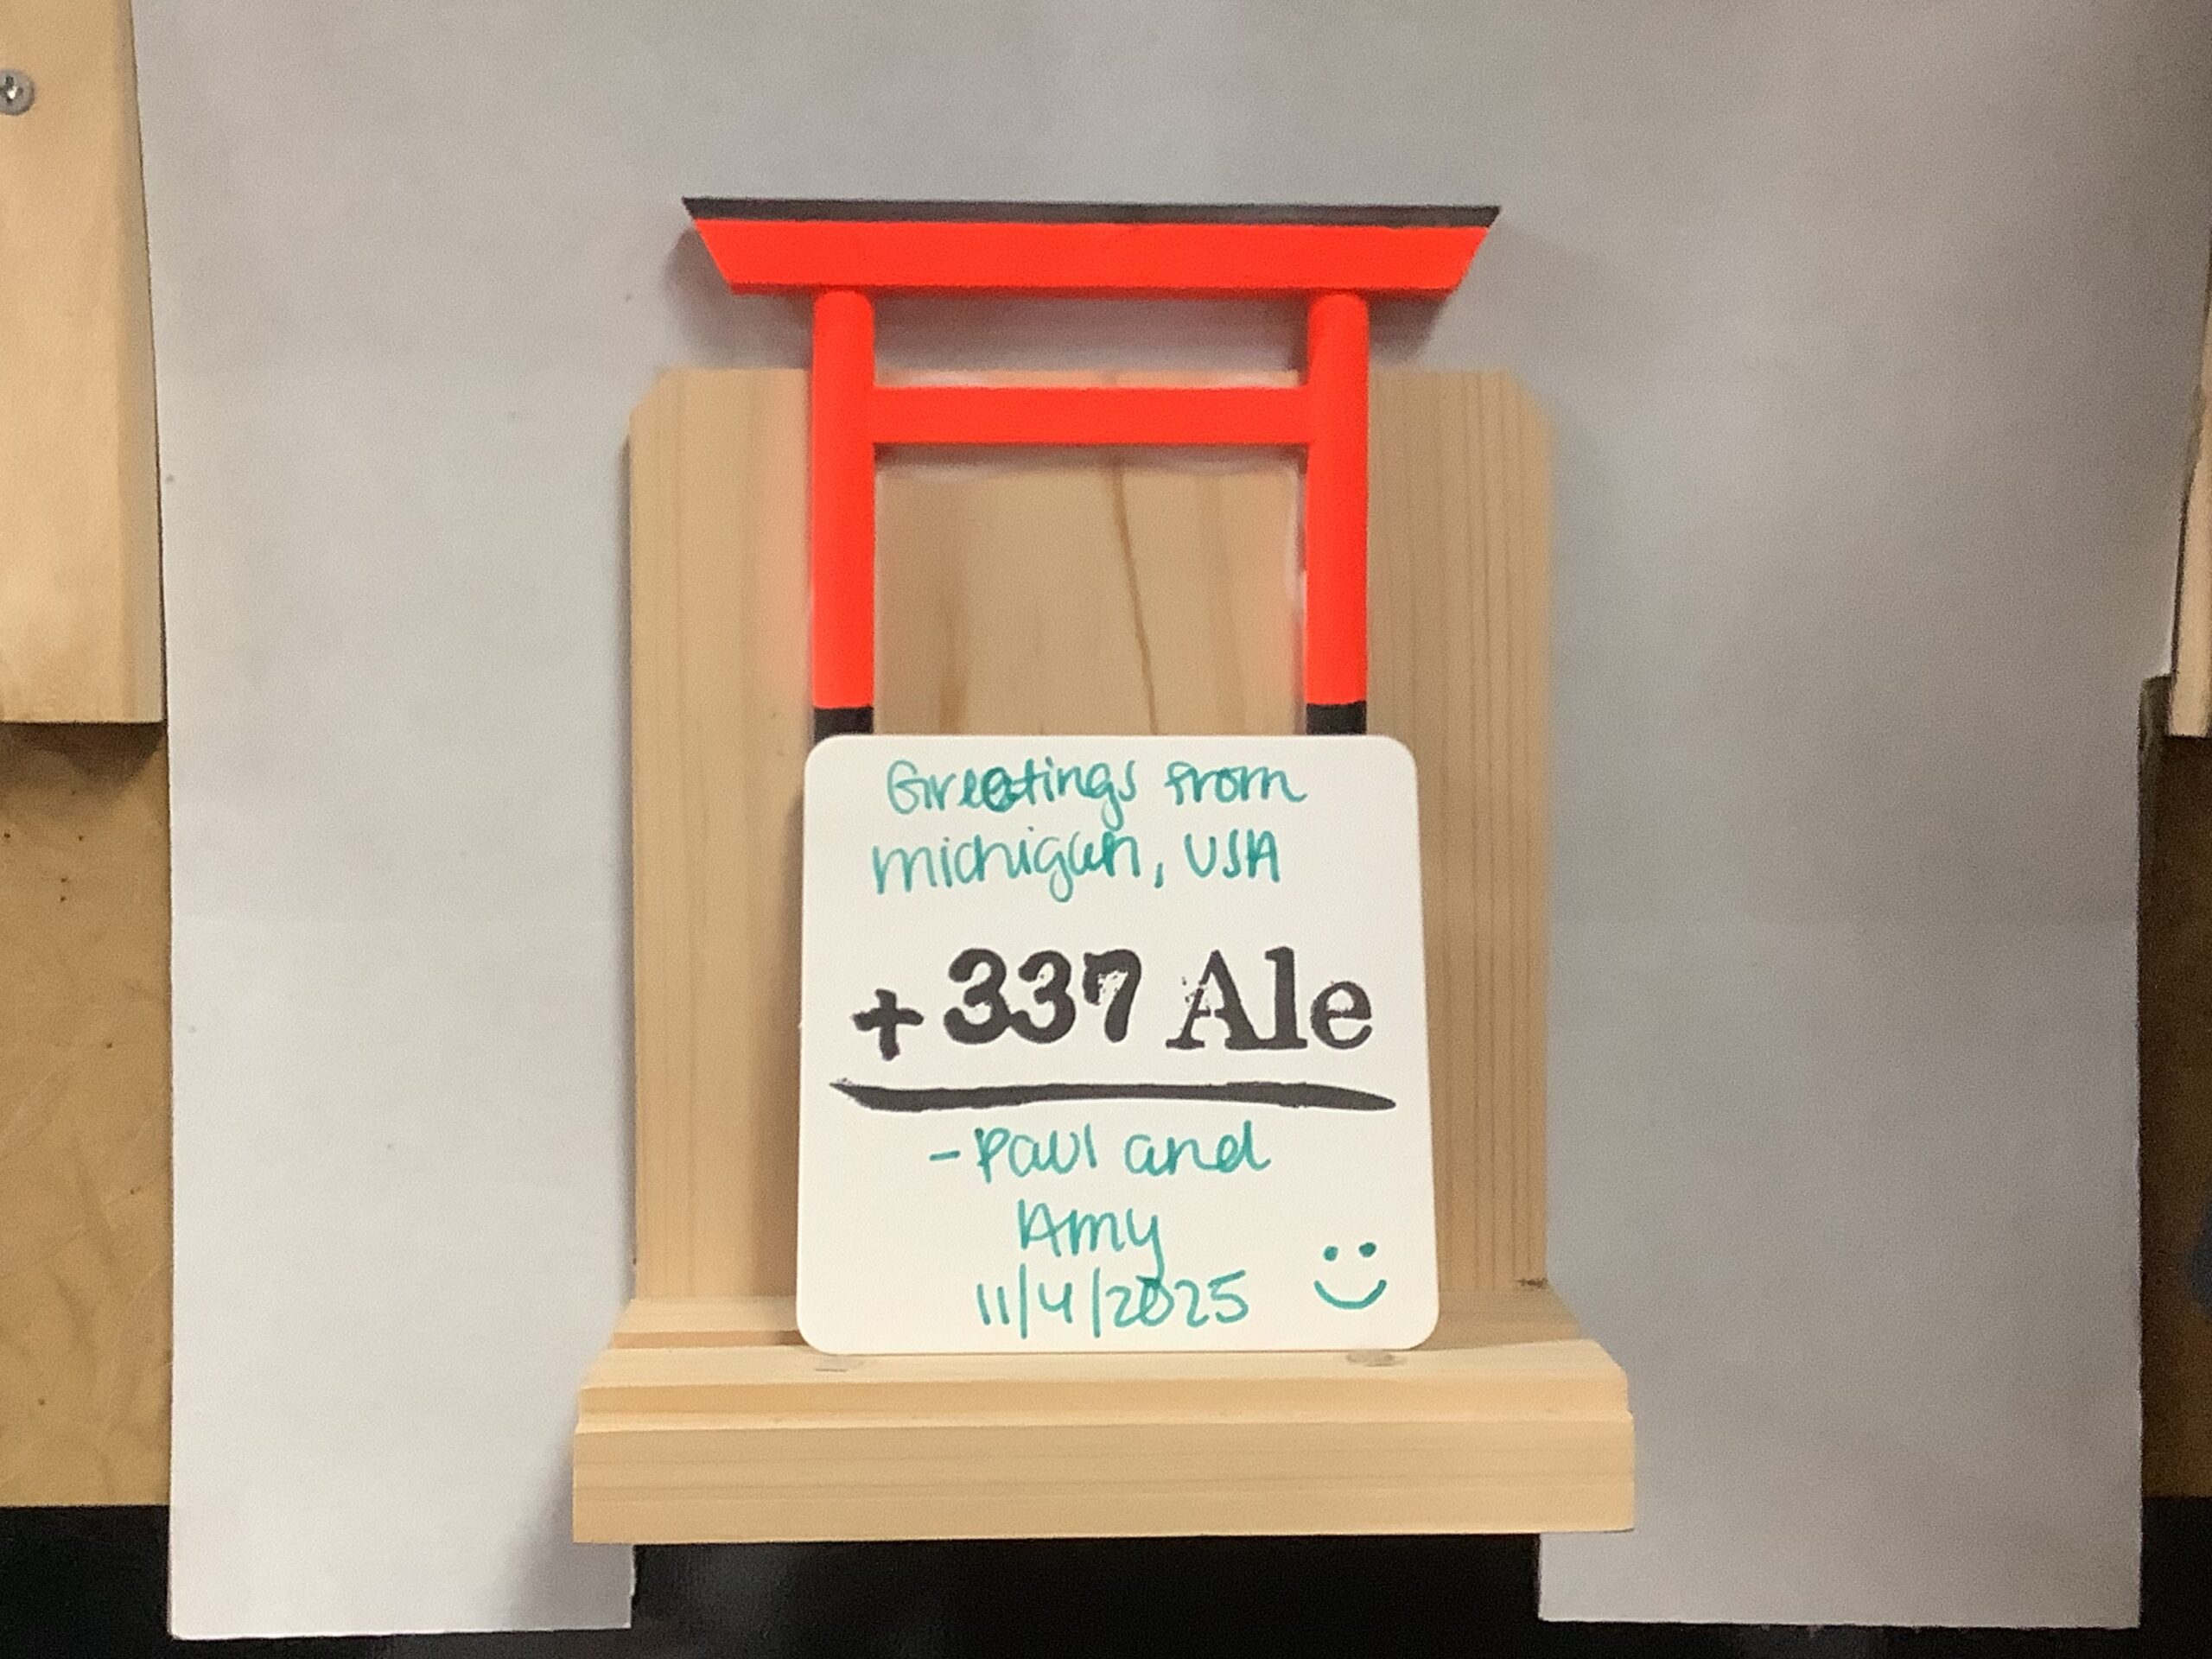 Greetings from
michigan, USA
+337 Ale
- Paul and
Amy
11/4/2025